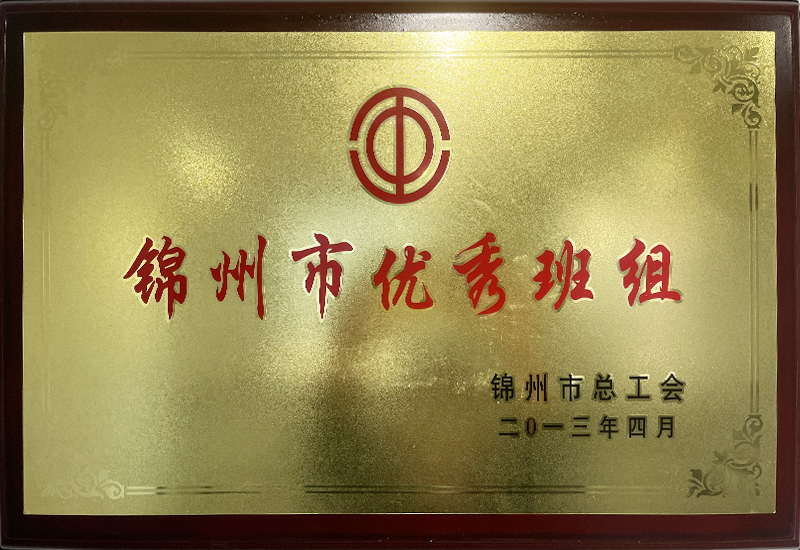 锦州市优秀班组
锦州市总工会
二0一三年四月